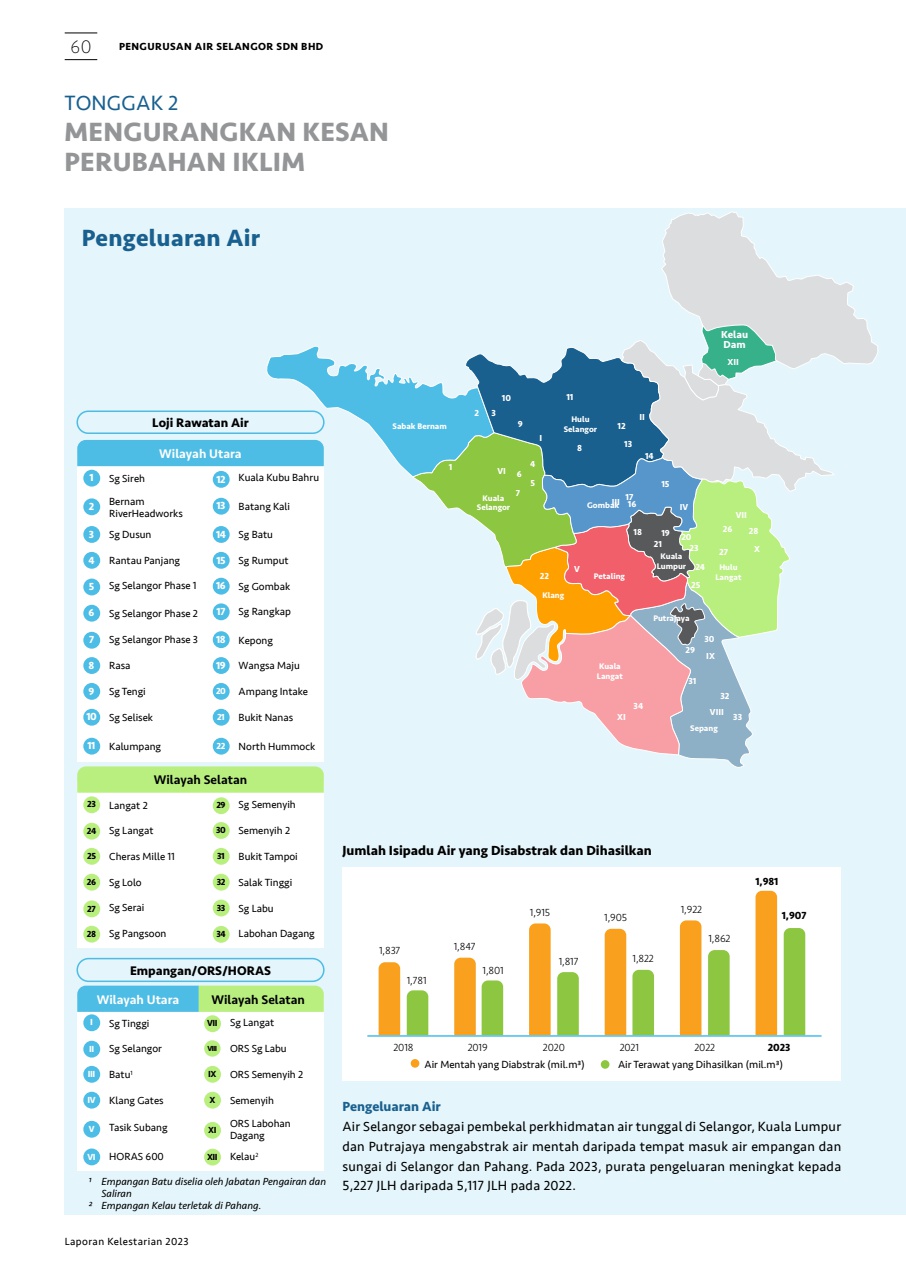 60
PENGURUSAN AIR SELANGOR SDN BHD
TONGGAK 2
MENGURANGKAN KESAN
PERUBAHAN IKLIM
Pengeluaran Air
Kelau
Dam
XII
Sabak Bernam
2
3
10
9
I
11
Hulu
Selangor
8
II
12
13
14
1
VI
4
6
5
7
Kuala
Selangor
15
Gombak
III
17
16
IV
18
19
21
Kuala
Lumpur
20
23
24
25
VII
26
28
27
X
Hulu
Langat
22
Klang
V
Petaling
Putrajaya
29
30
IX
31
32
VIII
33
Sepang
Kuala
Langat
34
XI
Loji Rawatan Air
Wilayah Utara
1 Sg Sireh
2 Bernam
RiverHeadworks
3 Sg Dusun
4 Rantau Panjang
5 Sg Selangor Phase 1
6 Sg Selangor Phase 2
7 Sg Selangor Phase 3
8 Rasa
9 Sg Tengi
10 Sg Selisek
11 Kalumpang
12 Kuala Kubu Bahru
13 Batang Kali
14 Sg Batu
15 Sg Rumput
16 Sg Gombak
17 Sg Rangkap
18 Kepong
19 Wangsa Maju
20 Ampang Intake
21 Bukit Nanas
22 North Hummock
Wilayah Selatan
23 Langat 2
24 Sg Langat
25 Cheras Mille 11
26 Sg Lolo
27 Sg Serai
28 Sg Pangsoon
29 Sg Semenyih
30 Semenyih 2
31 Bukit Tampoi
32 Salak Tinggi
33 Sg Labu
34 Labohan Dagang
Empangan/ORS/HORAS
Wilayah Utara
I Sg Tinggi
II Sg Selangor
III Batu¹
IV Klang Gates
V Tasik Subang
VI HORAS 600
Wilayah Selatan
VII Sg Langat
VIII ORS Sg Labu
IX ORS Semenyih 2
X Semenyih
XI ORS Labohan
Dagang
XII Kelau²
¹ Empangan Batu diselia oleh Jabatan Pengairan dan
Saliran
² Empangan Kelau terletak di Pahang.
Jumlah Isipadu Air yang Disabstrak dan Dihasilkan
1,837
1,781
1,847
1,801
1,915
1,817
1,905
1,822
1,922
1,862
1,981
1,907
2018 2019 2020 2021 2022 2023
Air Mentah yang Diabstrak (mil.m³) Air Terawat yang Dihasilkan (mil.m³)
Pengeluaran Air
Air Selangor sebagai pembekal perkhidmatan air tunggal di Selangor, Kuala Lumpur
dan Putrajaya mengabstrak air mentah daripada tempat masuk air empangan dan
sungai di Selangor dan Pahang. Pada 2023, purata pengeluaran meningkat kepada
5,227 JLH daripada 5,117 JLH pada 2022.
Laporan Kelestarian 2023